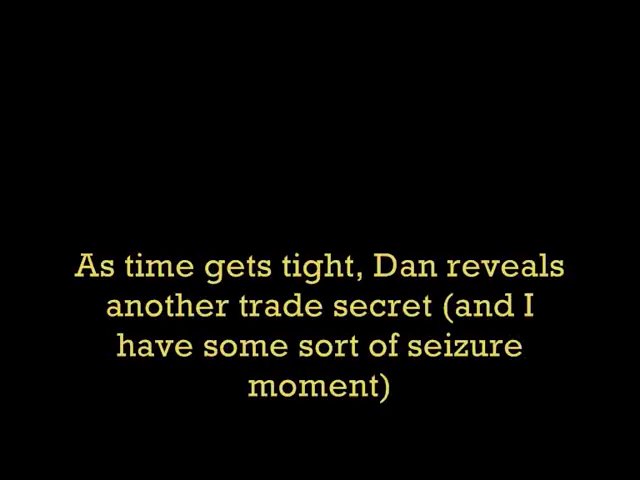 As time gets tight, Dan reveals
another trade secret (and I
have some sort of seizure
moment)